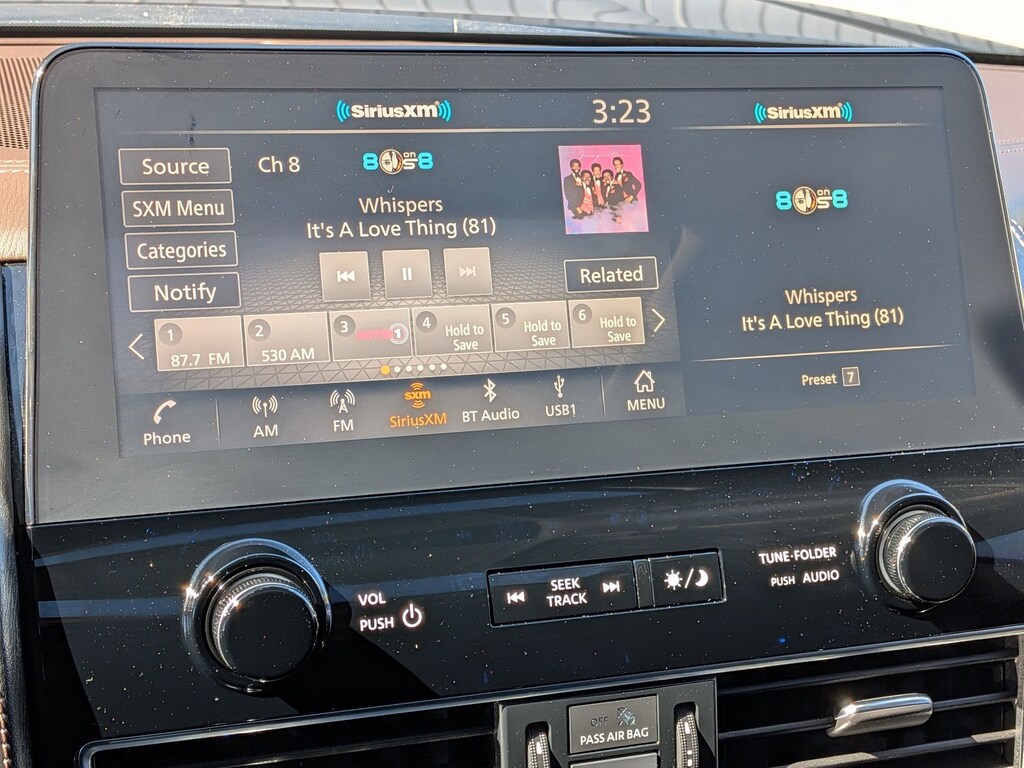 SiriusXM
3:23
SiriusXM
Source
Ch 8
80s on 8
SXM Menu
Whispers
It's A Love Thing (81)
Categories
Notify
Related
1
87.7 FM
2
530 AM
3
1
4
Hold to
Save
5
Hold to
Save
6
Hold to
Save
Phone
AM
FM
sxm
SiriusXM
BT Audio
USB1
MENU
80s on 8
Whispers
It's A Love Thing (81)
Preset 7
VOL
PUSH
SEEK
TRACK
TUNE·FOLDER
PUSH AUDIO
OFF
PASS AIR BAG